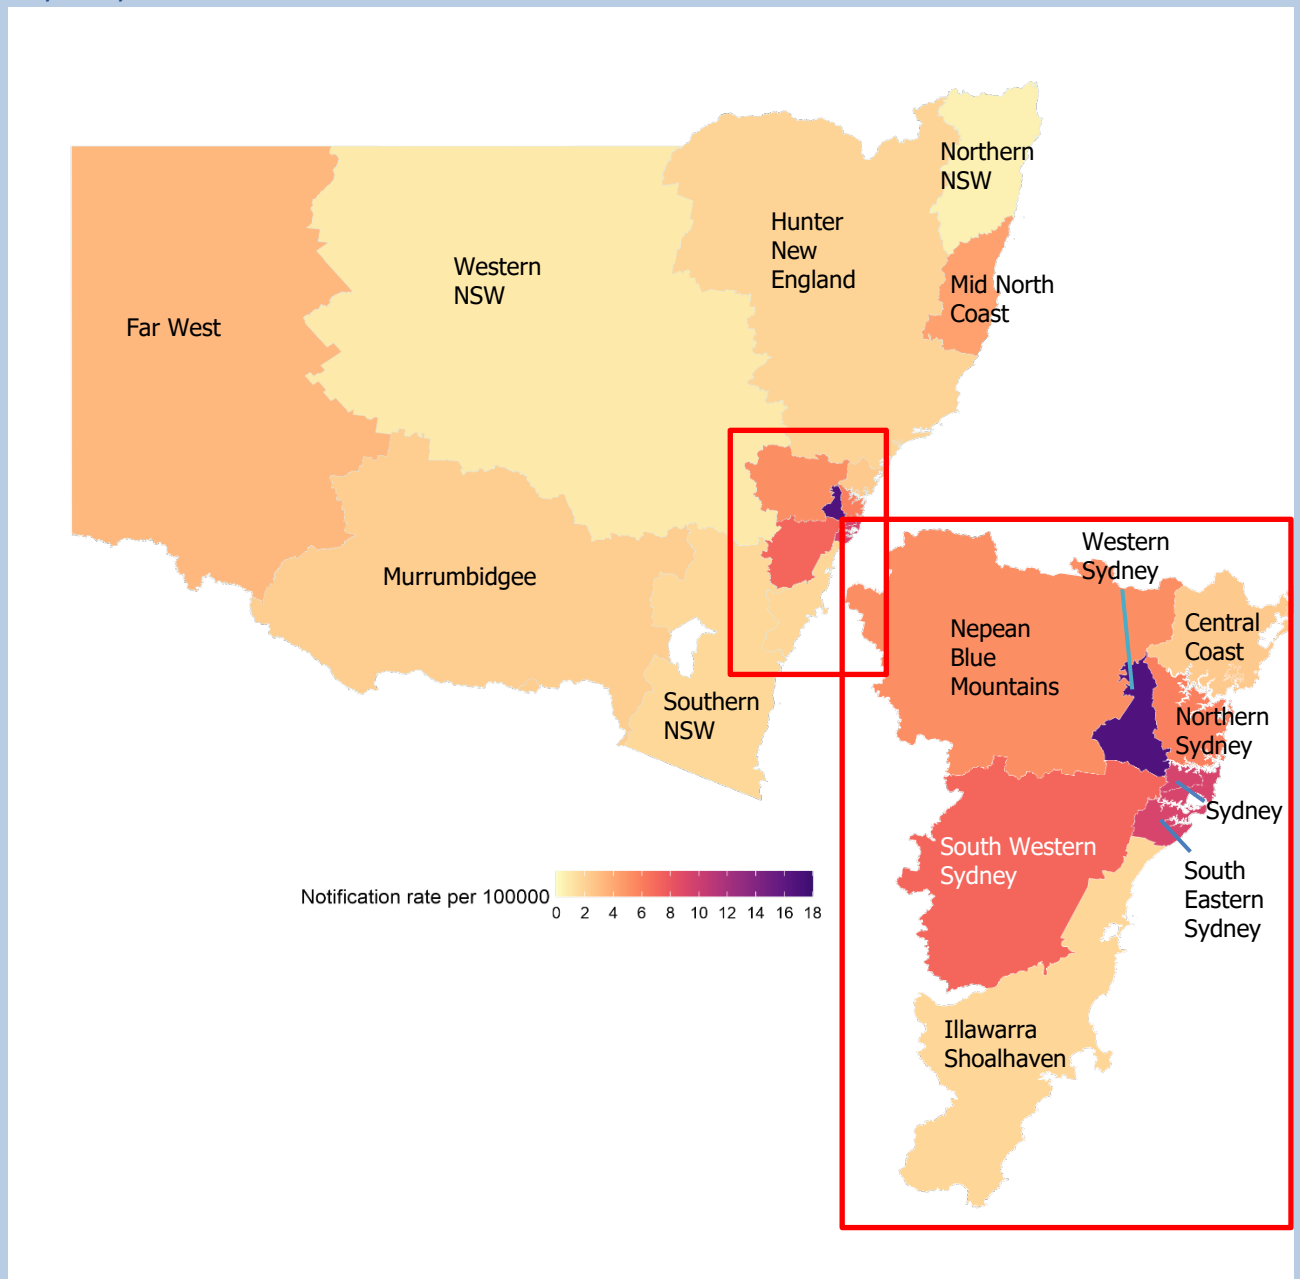 Northern
NSW
Hunter
New
England
Western
NSW
Mid North
Coast
Far West
Western
Sydney
Murrumbidgee
Central
Coast
Nepean
Blue
Mountains
Southern
NSW
Northern
Sydney
Sydney
South Western
Sydney
South
Eastern
Sydney
Notification rate per 100000
0 2 4 6 8 10 12 14 16 18
Illawarra
Shoalhaven